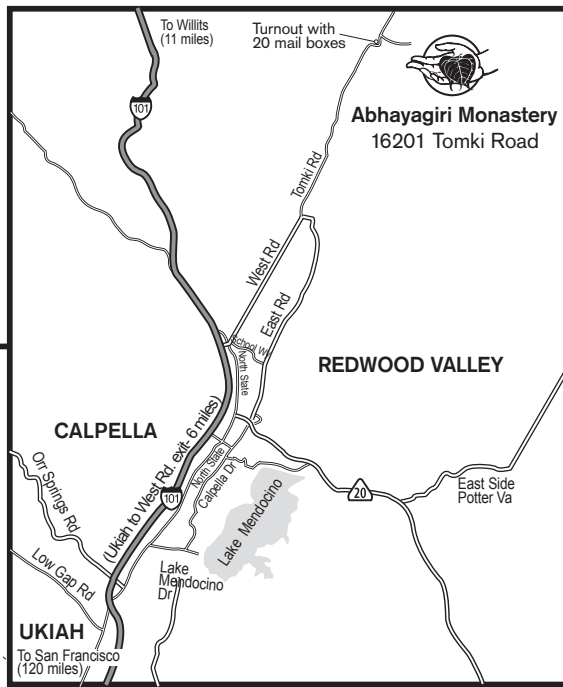 To Willits
(11 miles)
Turnout with
20 mail boxes
101
Abhayagiri Monastery
16201 Tomki Road
Tomki Rd
West Rd
East Rd
School W
North State
REDWOOD VALLEY
CALPELLA
(Ukiah to West Rd. exit- 6 miles)
North State
Calpella Dr
Orr Springs Rd
101
20
East Side
Potter Va
Lake Mendocino
Low Gap Rd
Lake
Mendocino
Dr
UKIAH
To San Francisco
(120 miles)